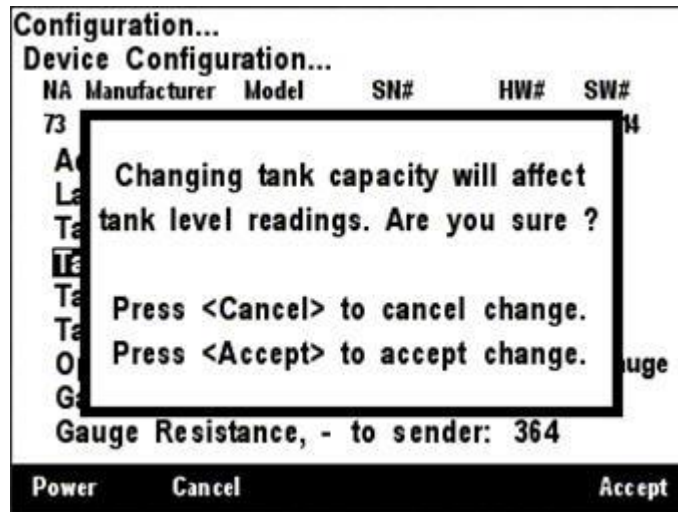 Configuration...
Device Configuration...
NA Manufacturer Model SN# HW# SW#
73
Changing tank capacity will affect
tank level readings. Are you sure ?
Press <Cancel> to cancel change.
Press <Accept> to accept change.
Gauge Resistance, - to sender: 364
Power Cancel Accept